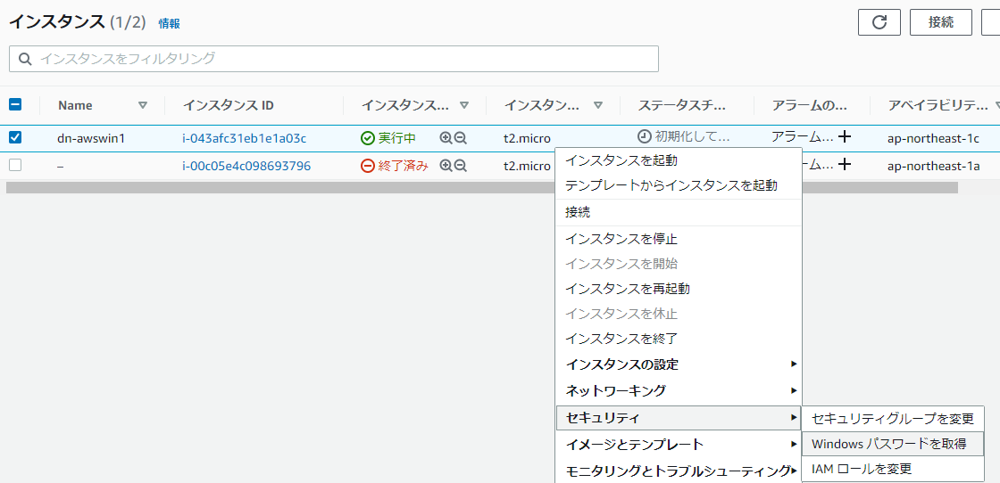 インスタンス (1/2) 情報 接続
インスタンスをフィルタリング
Name インスタンス ID インスタンス... インスタン... ステータスチ... アラームの... アベイラビリテ...
dn-awswin1 i-043afc31eb1e1a03c 実行中 t2.micro 初期化して... アラーム... ap-northeast-1c
– i-00c05e4c098693796 終了済み t2.micro ーム... ap-northeast-1a
インスタンスを起動
テンプレートからインスタンスを起動
接続
インスタンスを停止
インスタンスを開始
インスタンスを再起動
インスタンスを休止
インスタンスを終了
インスタンスの設定
ネットワーキング
セキュリティ
セキュリティグループを変更
イメージとテンプレート
Windows パスワードを取得
モニタリングとトラブルシューティング
IAM ロールを変更